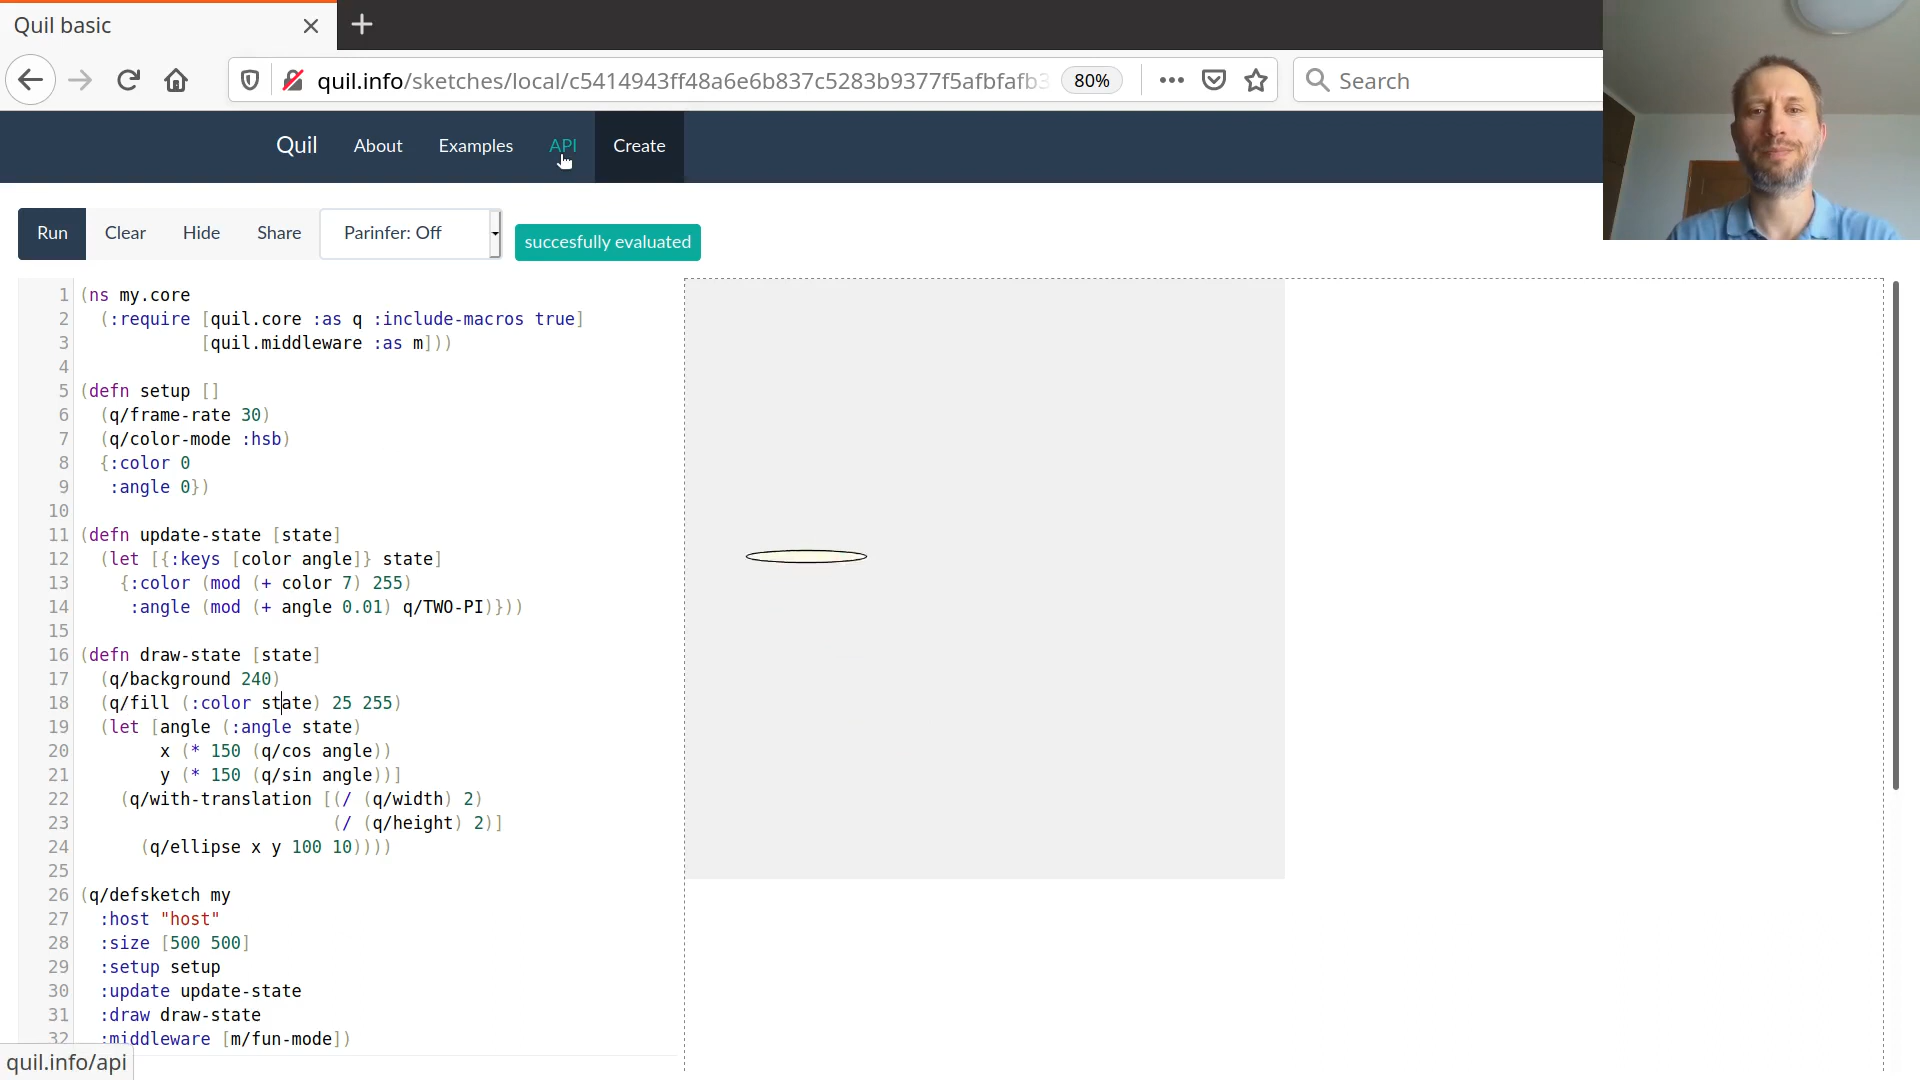 Quil basic
quil.info/sketches/local/c5414943ff48a6e6b837c5283b9377f5afbfafb3
80%
Search
Quil
About
Examples
API
Create
Run
Clear
Hide
Share
Parinfer: Off
succesfully evaluated
1 (ns my.core
2 (:require [quil.core :as q :include-macros true]
3 [quil.middleware :as m]))
4
5 (defn setup []
6 (q/frame-rate 30)
7 (q/color-mode :hsb)
8 {:color 0
9 :angle 0})
10
11 (defn update-state [state]
12 (let [{:keys [color angle]} state]
13 {:color (mod (+ color 7) 255)
14 :angle (mod (+ angle 0.01) q/TWO-PI)}))
15
16 (defn draw-state [state]
17 (q/background 240)
18 (q/fill (:color state) 25 255)
19 (let [angle (:angle state)
20 x (* 150 (q/cos angle))
21 y (* 150 (q/sin angle))]
22 (q/with-translation [(/ (q/width) 2)
23 (/ (q/height) 2)]
24 (q/ellipse x y 100 10))))
25
26 (q/defsketch my
27 :host "host"
28 :size [500 500]
29 :setup setup
30 :update update-state
31 :draw draw-state
32 :middleware [m/fun-mode])
quil.info/api